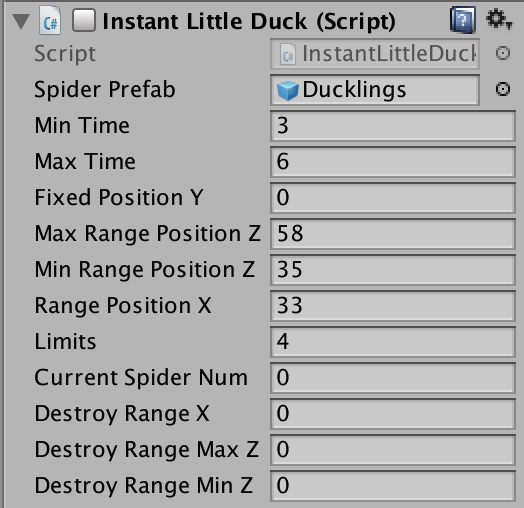 Instant Little Duck (Script)
Script InstantLittleDuck
Spider Prefab Ducklings
Min Time 3
Max Time 6
Fixed Position Y 0
Max Range Position Z 58
Min Range Position Z 35
Range Position X 33
Limits 4
Current Spider Num 0
Destroy Range X 0
Destroy Range Max Z 0
Destroy Range Min Z 0